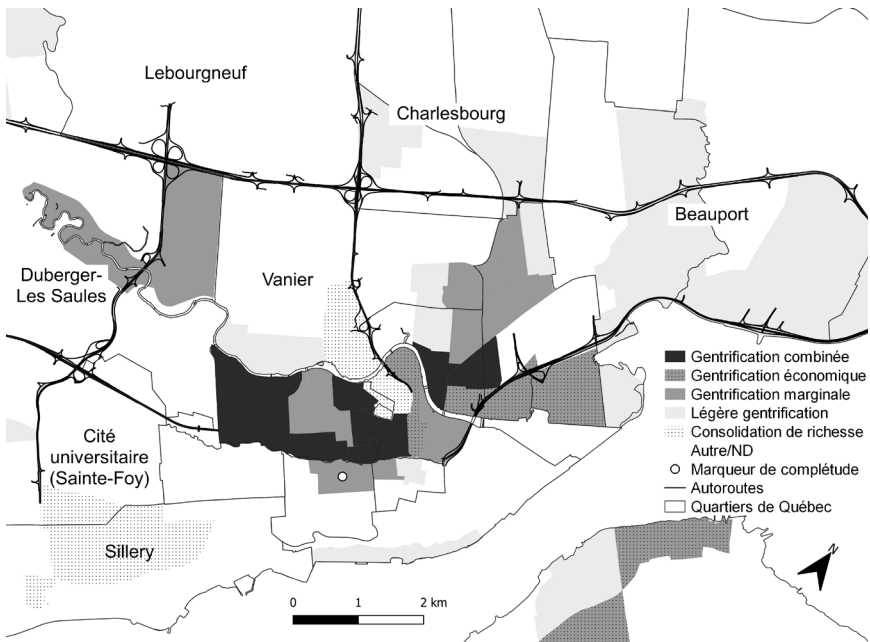 Lebourgneuf
Charlesbourg
Beauport
Vanier
Duberger-
Les Saules
Cité
universitaire
(Sainte-Foy)
Sillery
Gentrification combinée
Gentrification économique
Gentrification marginale
Légère gentrification
Consolidation de richesse
Autre/ND
Marqueur de complétude
Autoroutes
Quartiers de Québec
N
0 1 2 km